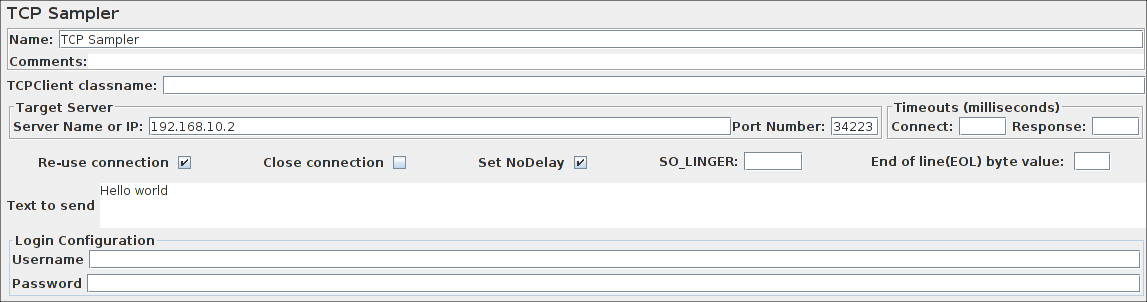 TCP Sampler
Name: TCP Sampler
Comments:
TCPClient classname:
Target Server Timeouts (milliseconds)
Server Name or IP: 192.168.10.2 Port Number: 34223 Connect: Response:
Re-use connection Close connection Set NoDelay SO_LINGER: End of line(EOL) byte value:
Hello world
Text to send
Login Configuration
Username
Password